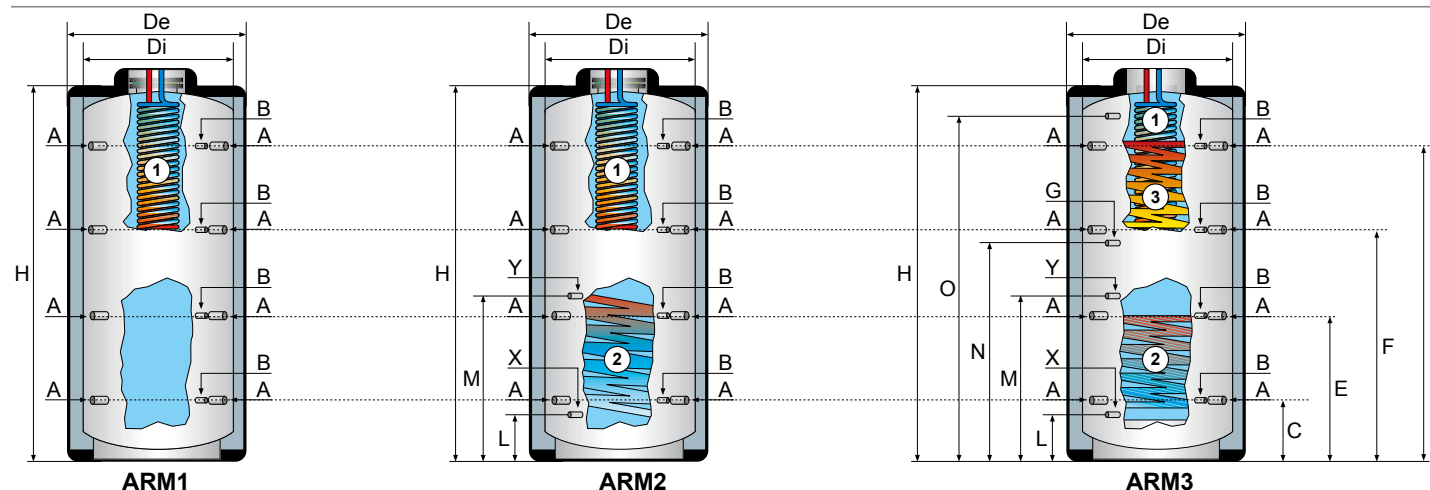 De De De
Di Di Di
B B 1 B
A A A A A A
1 1 3
B B G B
A A A A A A
H H O H
Y B Y B
B A A A A
A A 2 N E F
X B M X 2 B
B M A A A A
A A L L C
ARM1 ARM2 ARM3